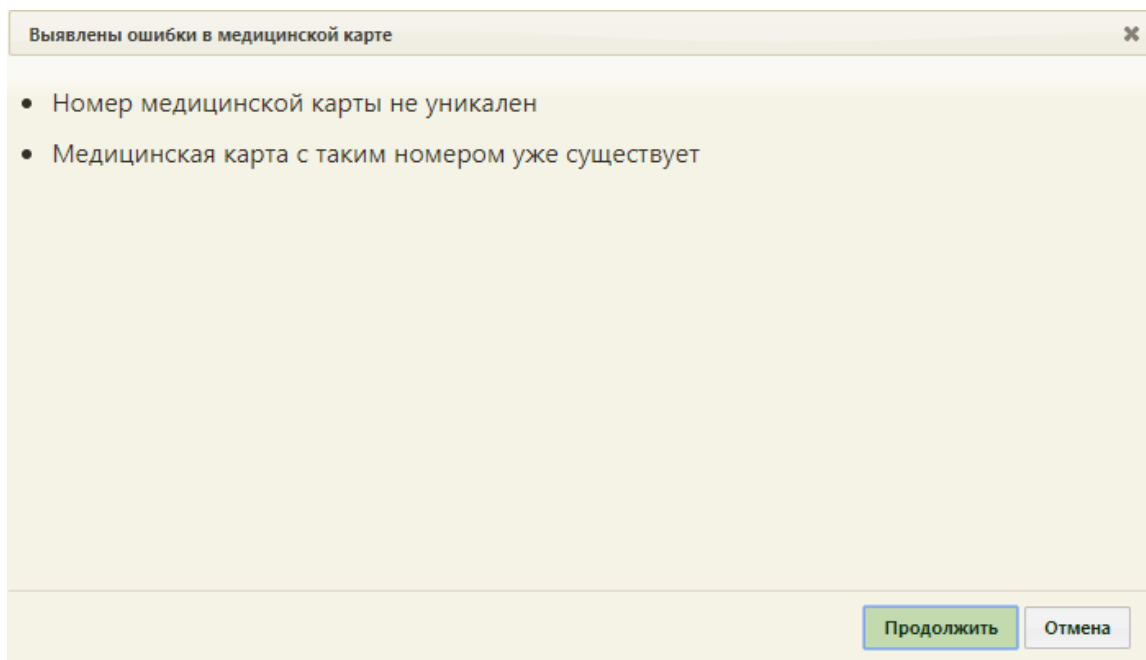 Выявлены ошибки в медицинской карте
Номер медицинской карты не уникален
Медицинская карта с таким номером уже существует
Продолжить Отмена